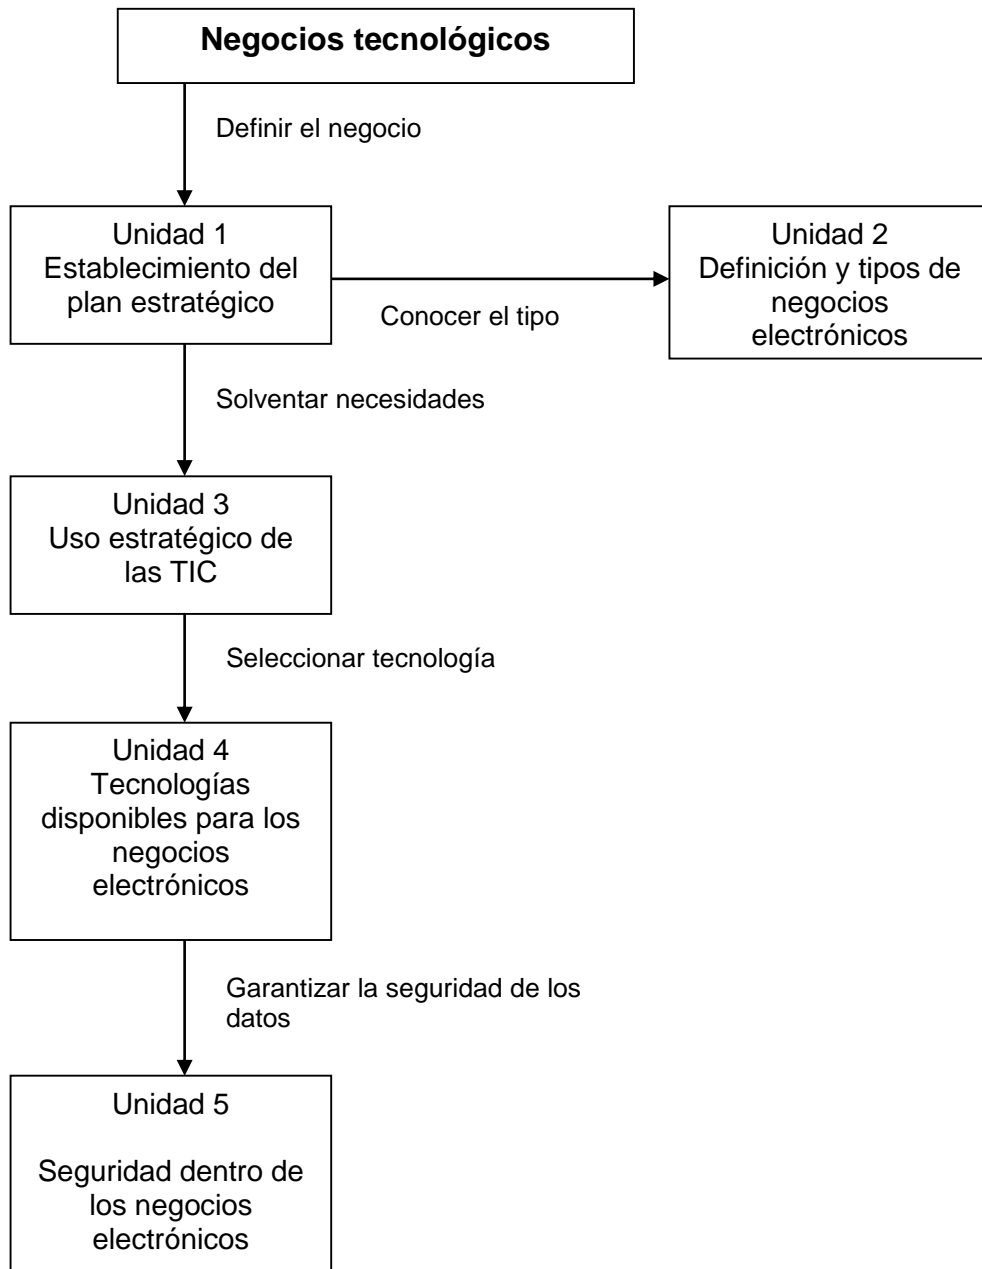 Negocios tecnológicos
Definir el negocio
Unidad 1
Establecimiento del
plan estratégico
Conocer el tipo
Unidad 2
Definición y tipos de
negocios
electrónicos
Solventar necesidades
Unidad 3
Uso estratégico de
las TIC
Seleccionar tecnología
Unidad 4
Tecnologías
disponibles para los
negocios
electrónicos
Garantizar la seguridad de los
datos
Unidad 5
Seguridad dentro de
los negocios
electrónicos